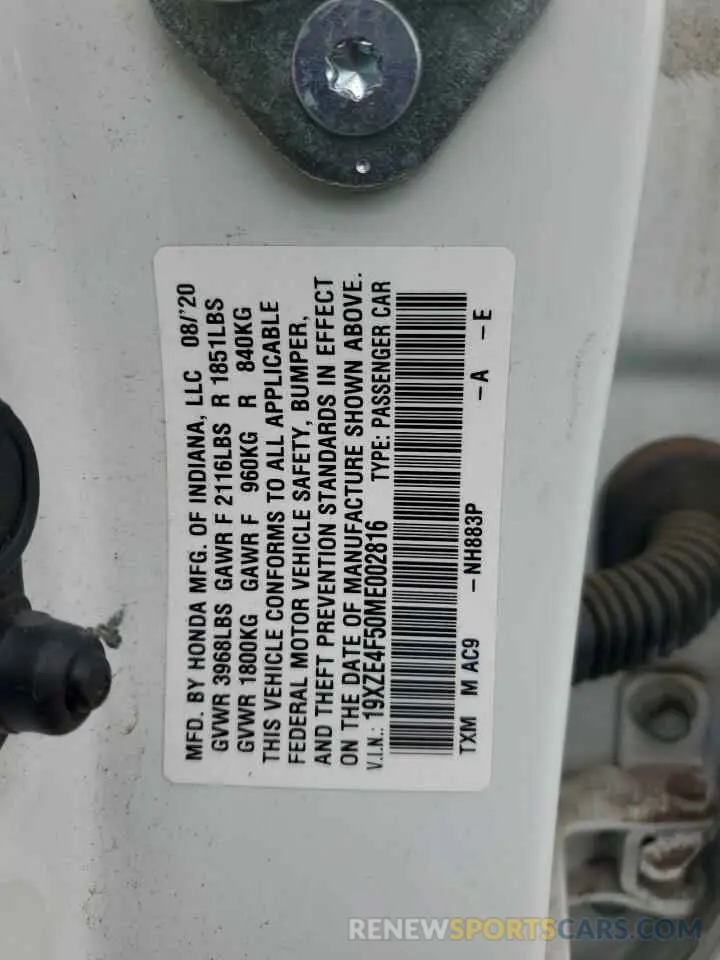 MFD. BY HONDA MFG. OF INDIANA, LLC 08/'20
GVWR 3968LBS GAWR F 2116LBS R 1851LBS
GVWR 1800KG GAWR F 960KG R 840KG
THIS VEHICLE CONFORMS TO ALL APPLICABLE
FEDERAL MOTOR VEHICLE SAFETY, BUMPER,
AND THEFT PREVENTION STANDARDS IN EFFECT
ON THE DATE OF MANUFACTURE SHOWN ABOVE.
V.I.N.: 19XZE4F50ME002816 TYPE: PASSENGER CAR
TXM M AC9 -NH883P -A -E
RENEWSPORTSCARS.COM